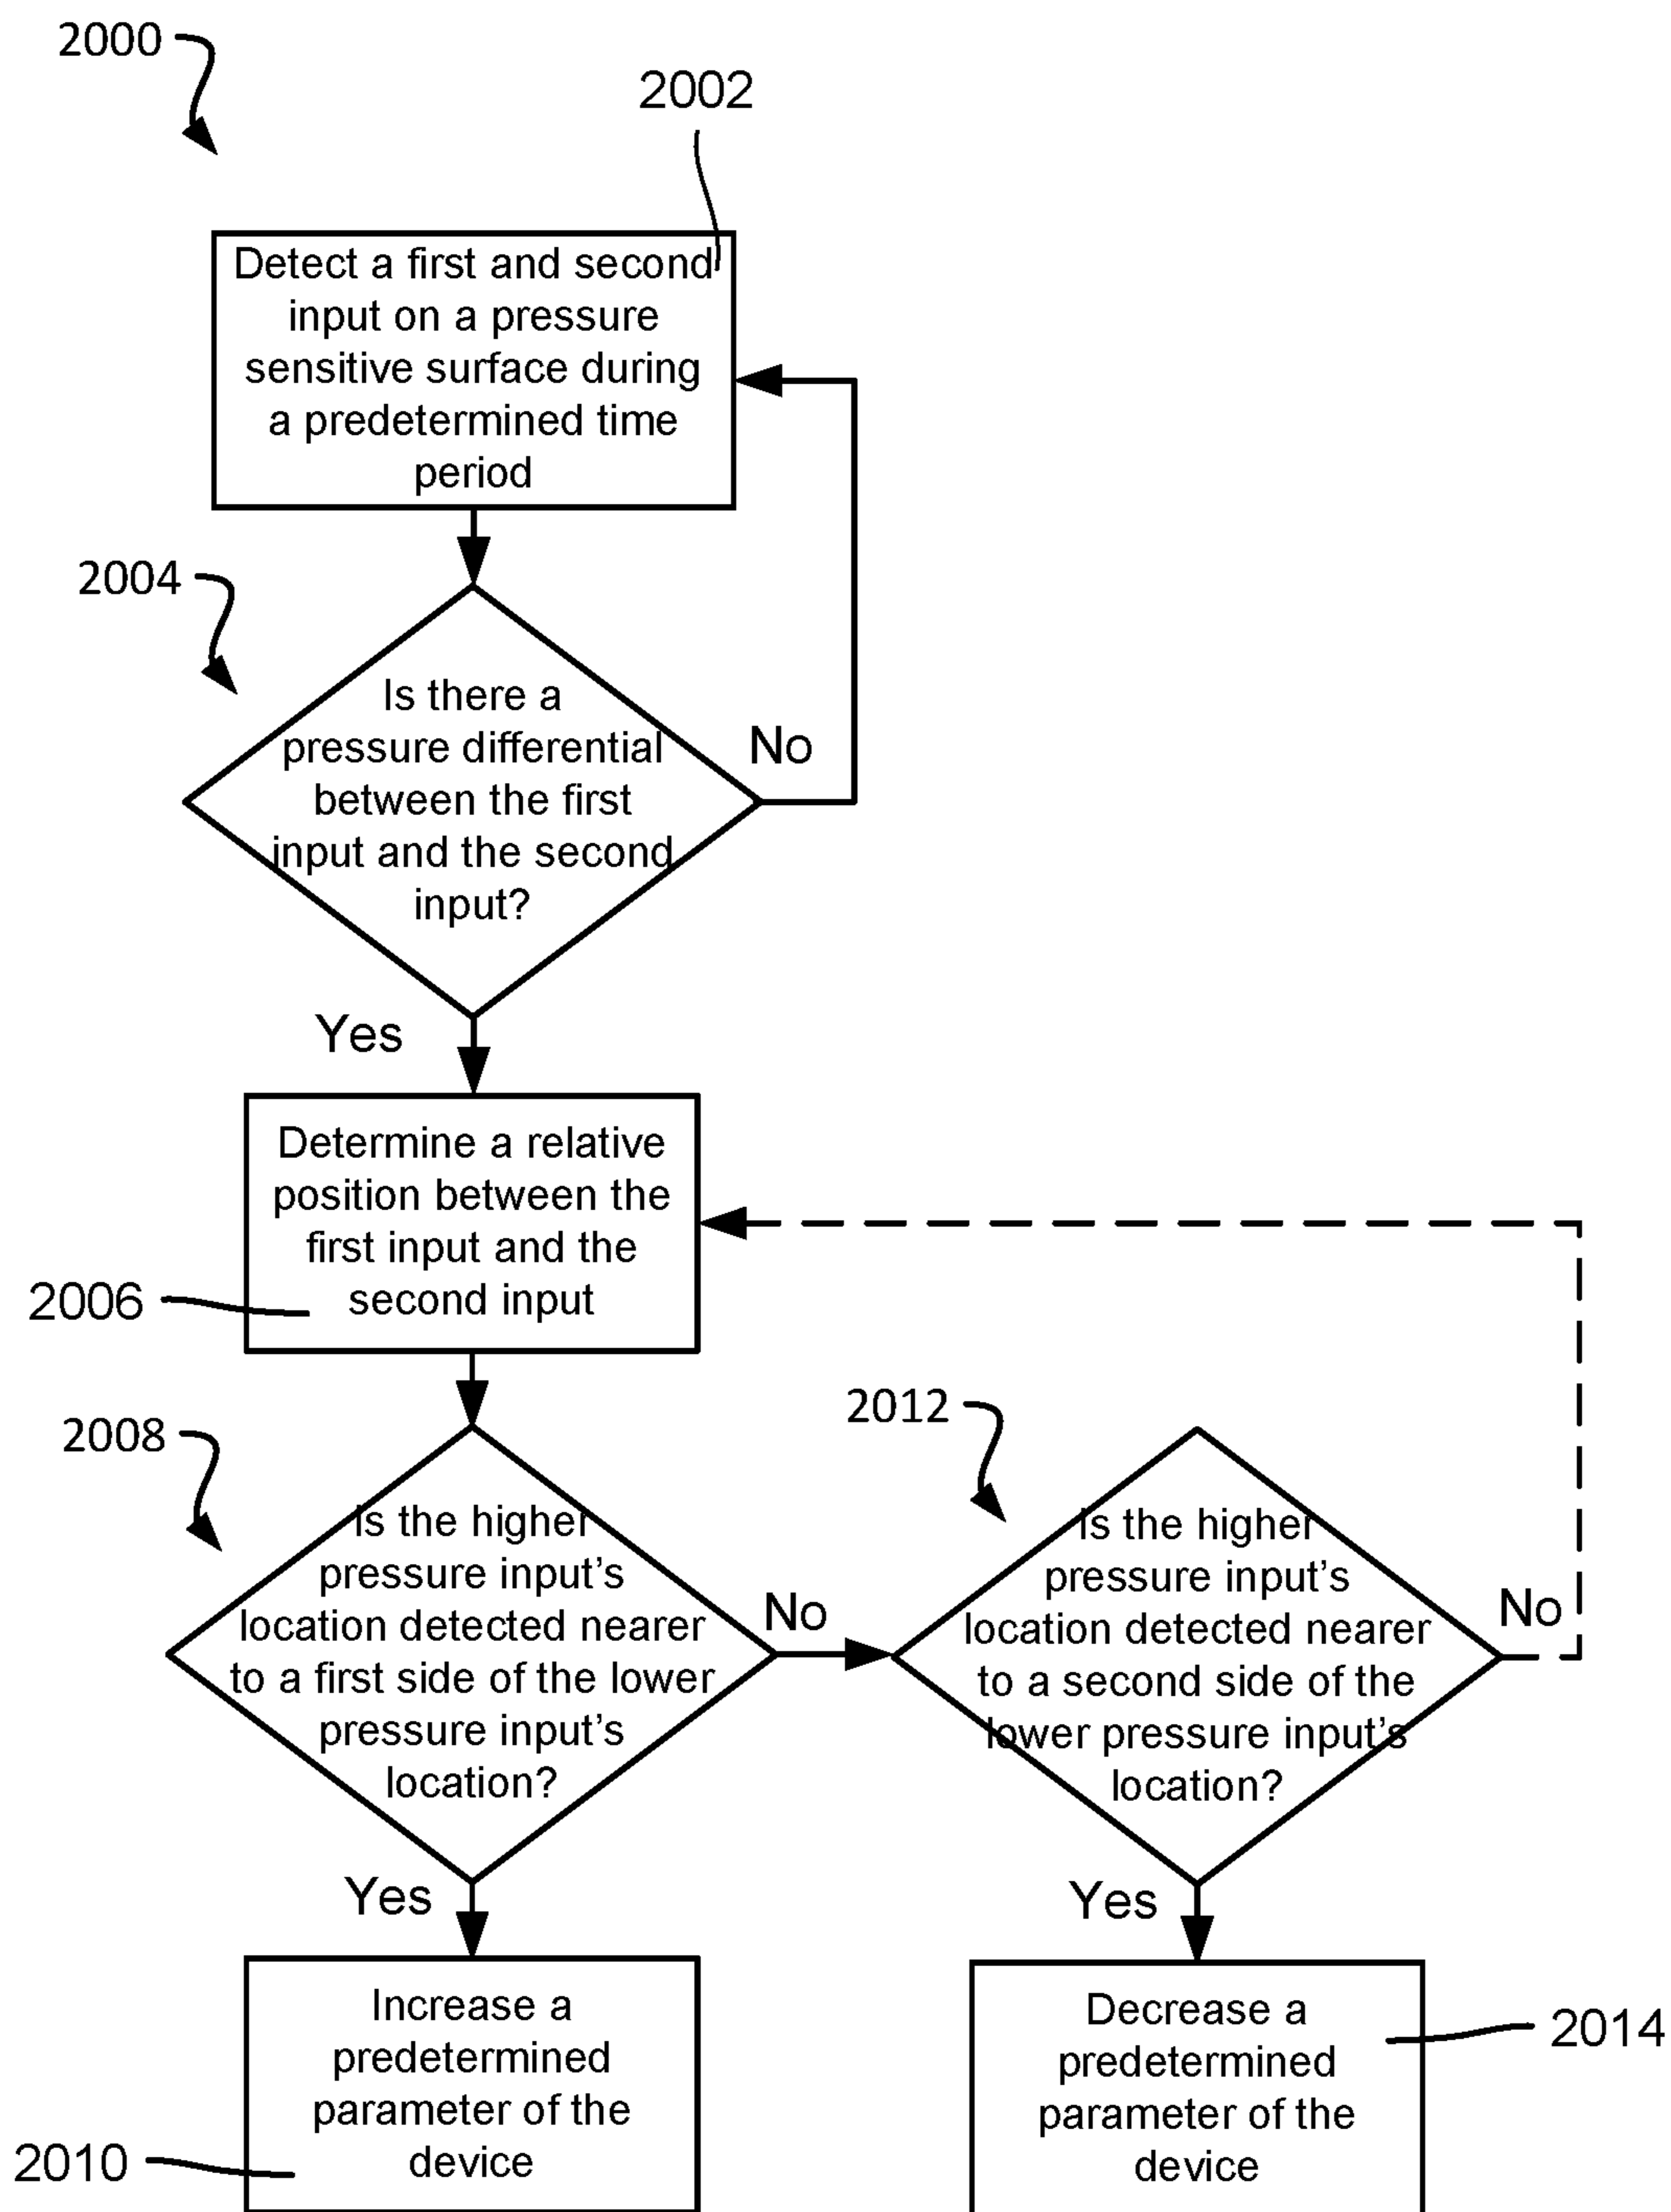 2000
2002
Detect a first and second
input on a pressure
sensitive surface during
a predetermined time
period
2004
Is there a
pressure differential
between the first
input and the second
input?
No
Yes
Determine a relative
position between the
first input and the
second input
2006
2008
Is the higher
pressure input's
location detected nearer
to a first side of the lower
pressure input's
location?
No
2012
Is the higher
pressure input's
location detected nearer
to a second side of the
lower pressure input's
location?
No
Yes
Yes
Increase a
predetermined
parameter of the
device
2010
Decrease a
predetermined
parameter of the
device
2014